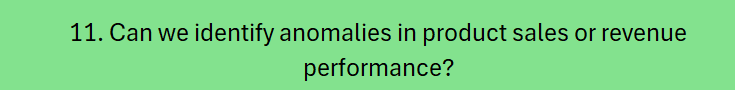 11. Can we identify anomalies in product sales or revenue
performance?